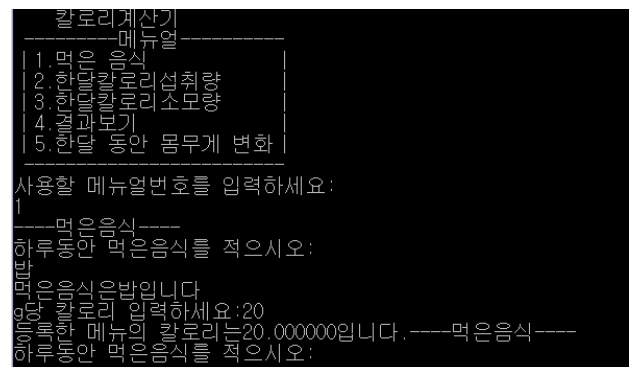 칼로리계산기
---------메뉴얼----------
|1.먹은 음식 |
|2.한달칼로리섭취량 |
|3.한달칼로리소모량 |
|4.결과보기 |
|5.한달 동안 몸무게 변화|
-------------------------
사용할 메뉴얼번호를 입력하세요:
1
----먹은음식----
하루동안 먹은음식를 적으시오:
밥
먹은음식은밥입니다
g당 칼로리 입력하세요:20
등록한 메뉴의 칼로리는20.000000입니다.----먹은음식----
하루동안 먹은음식를 적으시오: